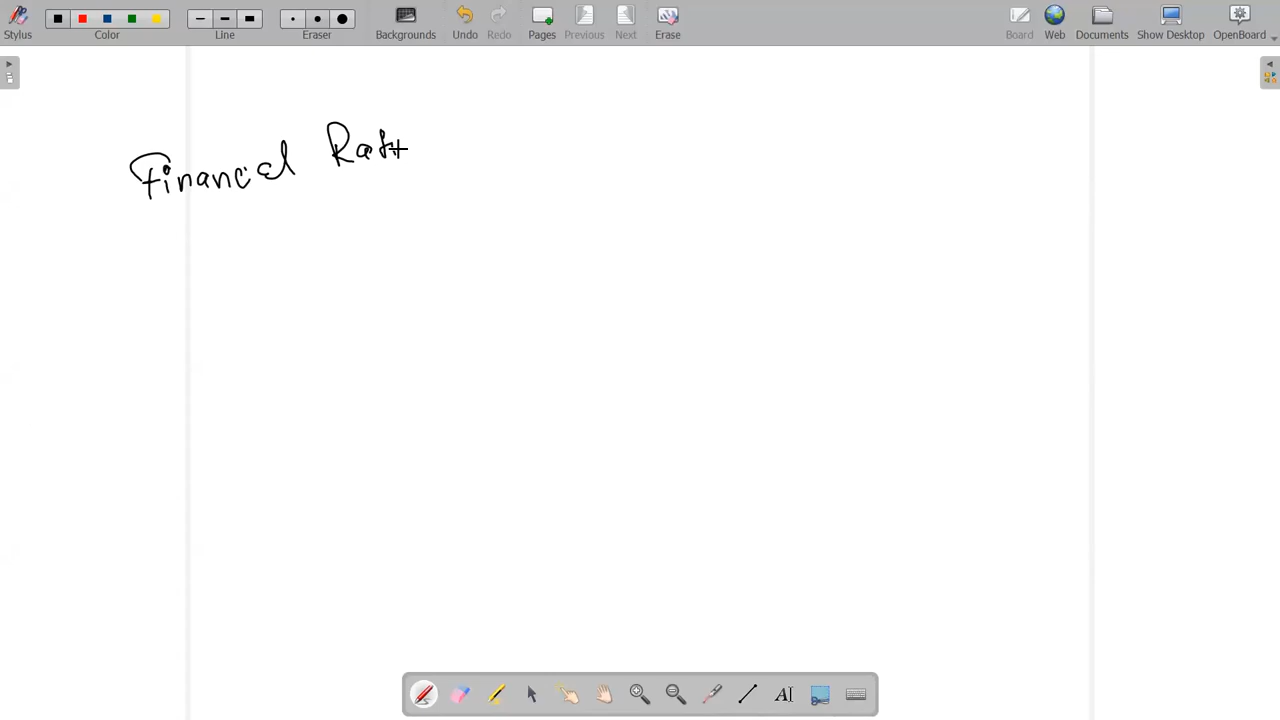 Stylus Color Line Eraser Backgrounds Undo Redo Pages Previous Next Erase Board Web Documents Show Desktop OpenBoard
Financial Rat